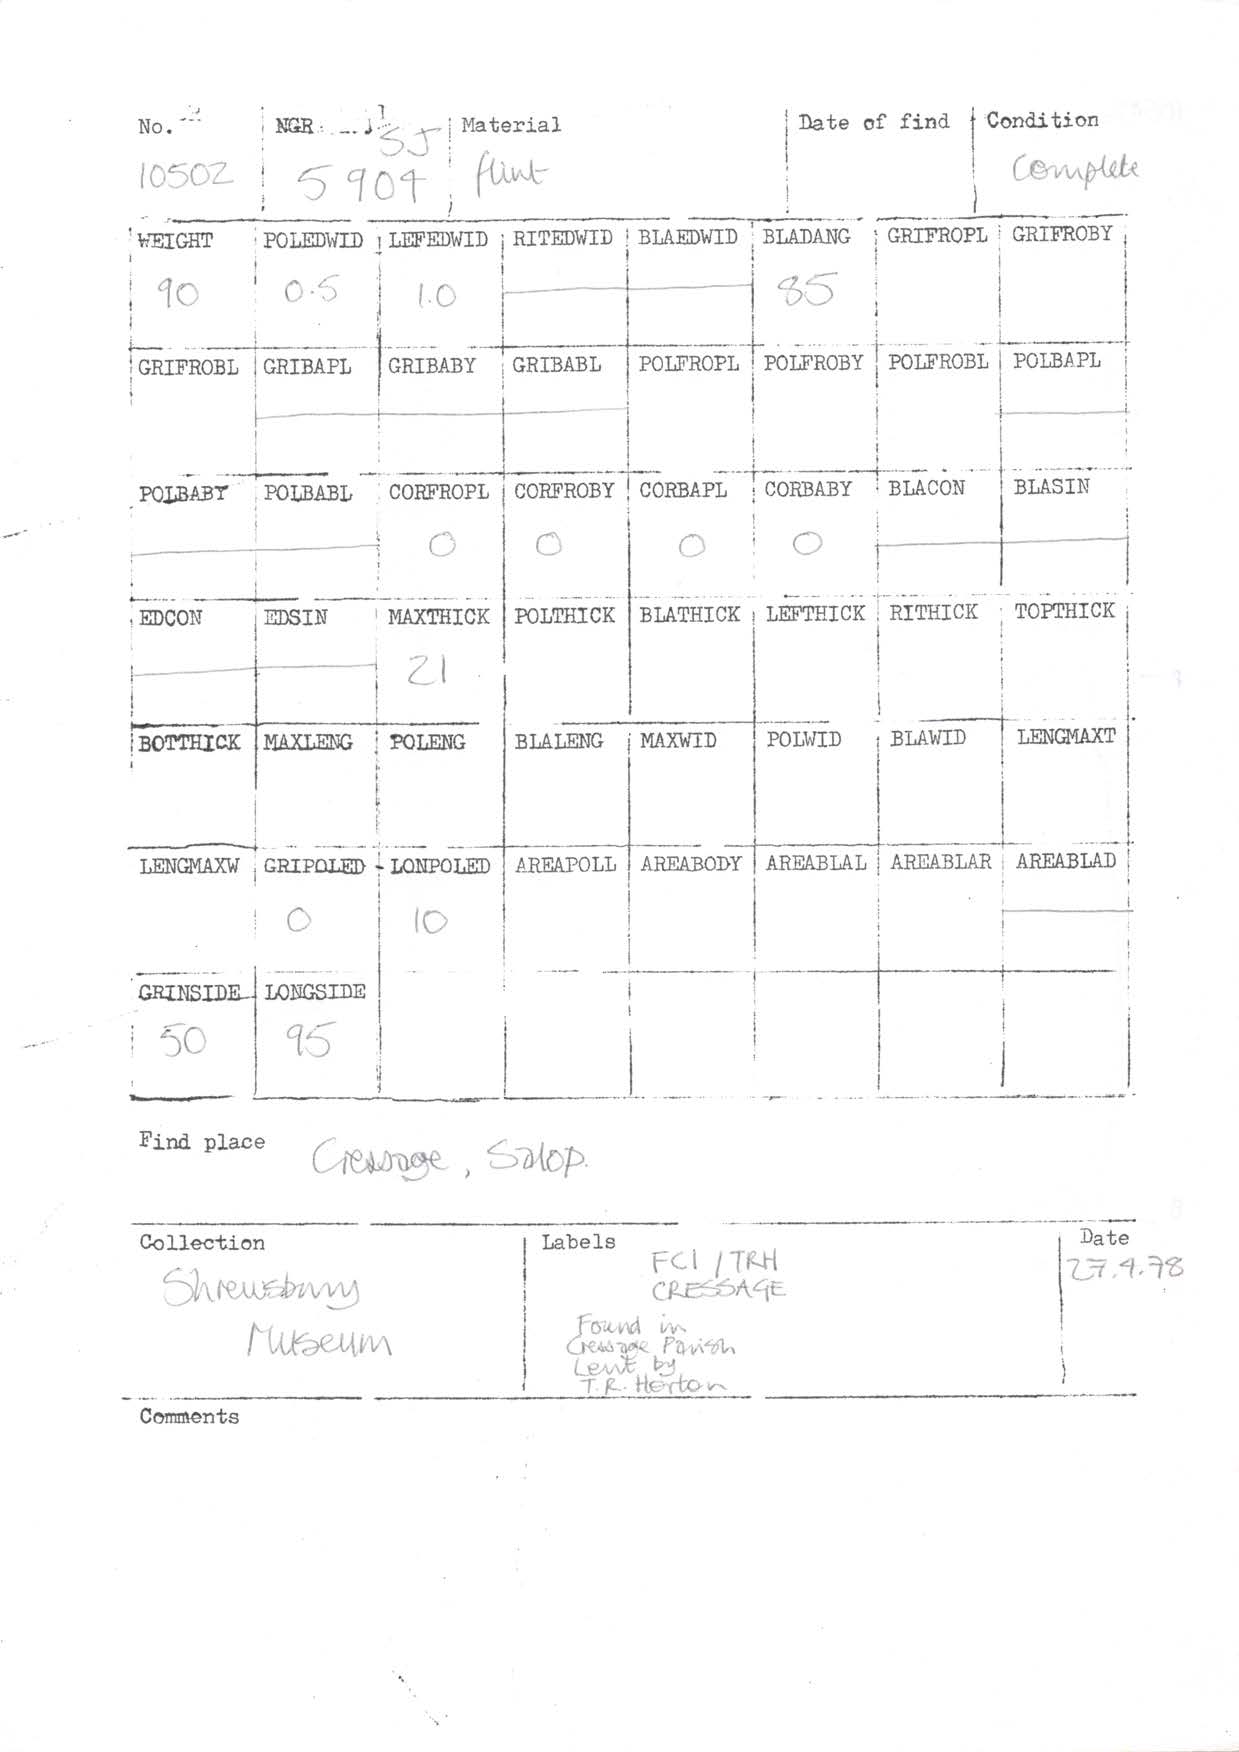 No. NGR Material Date of find Condition
10502 SJ 5904 flint Complete
WEIGHT POLEDWID LEFEDWID RITEDWID BLAEDWID BLADANG GRIFROPL GRIFROBY
90 0.5 1.0 85
GRIFROBL GRIBAPL GRIBABY GRIBABL POLFROPL POLFROBY POLFROBL POLBAPL
POLBABY POLBABL CORFROPL CORFROBY CORBAPL CORBABY BLACON BLASIN
0 0 0 0
EDCON EDSIN MAXTHICK POLTHICK BLATHICK LEFTHICK RITHICK TOPTHICK
21
BOTTHICK MAXLENG POLENG BLALENG MAXWID POLWID BLAWID LENGMAXT
LENGMAXW GRIPOLED LONPOLED AREAPOLL AREABODY AREABLAL AREABLAR AREABLAD
0 10
GRINSIDE LONGSIDE
50 95
Find place Cressage, Salop.
Collection Labels Date
Shrewsbury Museum
FC1 / TRH
CRESSAGE
Found in
Cressage Parish
Lent by
T.R. Horton
27.4.78
Comments